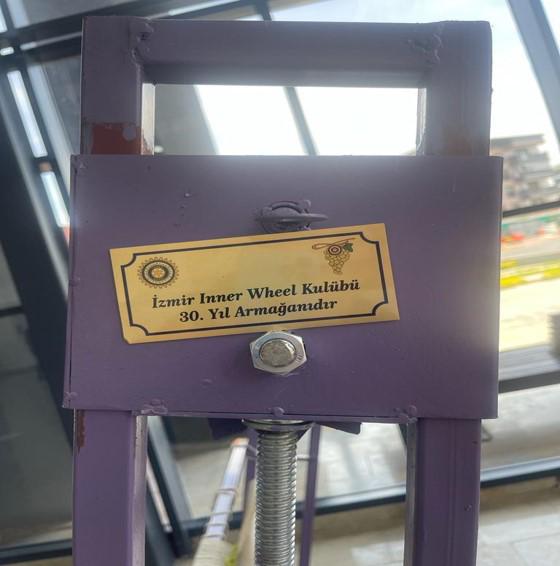 İzmir Inner Wheel Kulübü
30. Yıl Armağanıdır